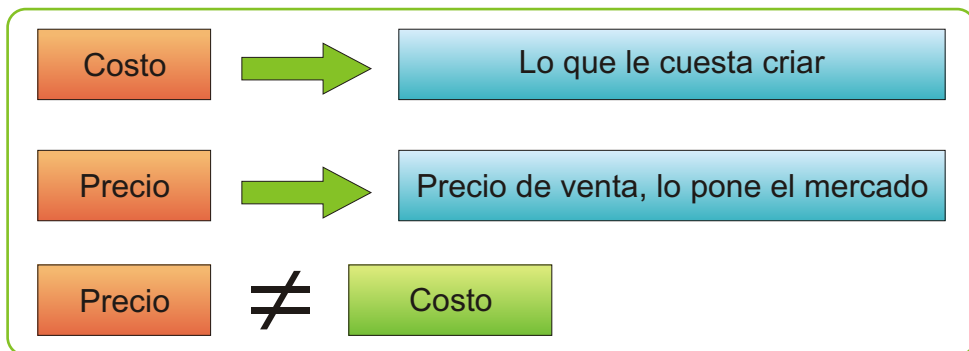 Costo
Lo que le cuesta criar
Precio
Precio de venta, lo pone el mercado
Precio ≠ Costo